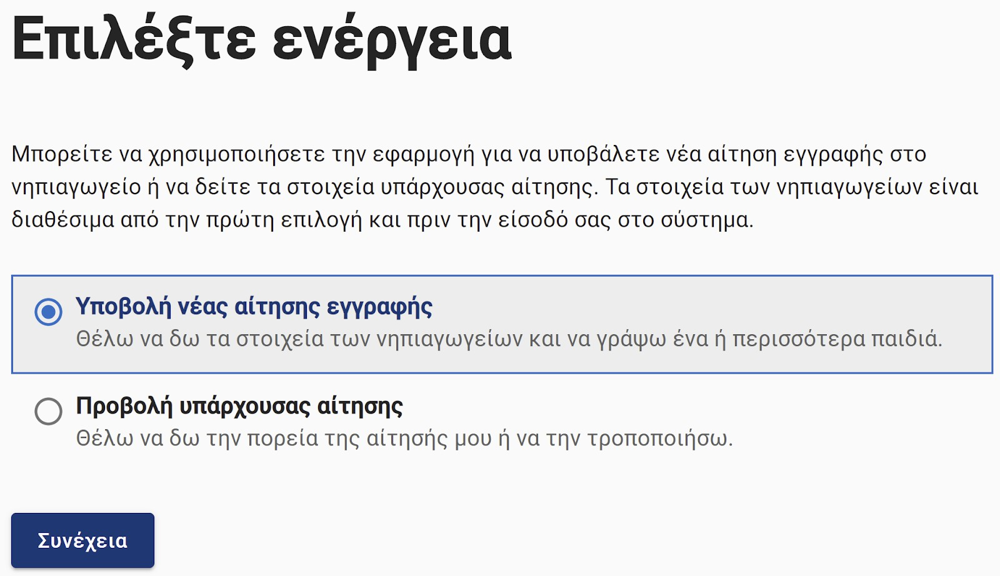 Επιλέξτε ενέργεια
Μπορείτε να χρησιμοποιήσετε την εφαρμογή για να υποβάλετε νέα αίτηση εγγραφής στο
νηπιαγωγείο ή να δείτε τα στοιχεία υπάρχουσας αίτησης. Τα στοιχεία των νηπιαγωγείων είναι
διαθέσιμα από την πρώτη επιλογή και πριν την είσοδό σας στο σύστημα.
Υποβολή νέας αίτησης εγγραφής
Θέλω να δω τα στοιχεία των νηπιαγωγείων και να γράψω ένα ή περισσότερα παιδιά.
Προβολή υπάρχουσας αίτησης
Θέλω να δω την πορεία της αίτησής μου ή να την τροποποιήσω.
Συνέχεια